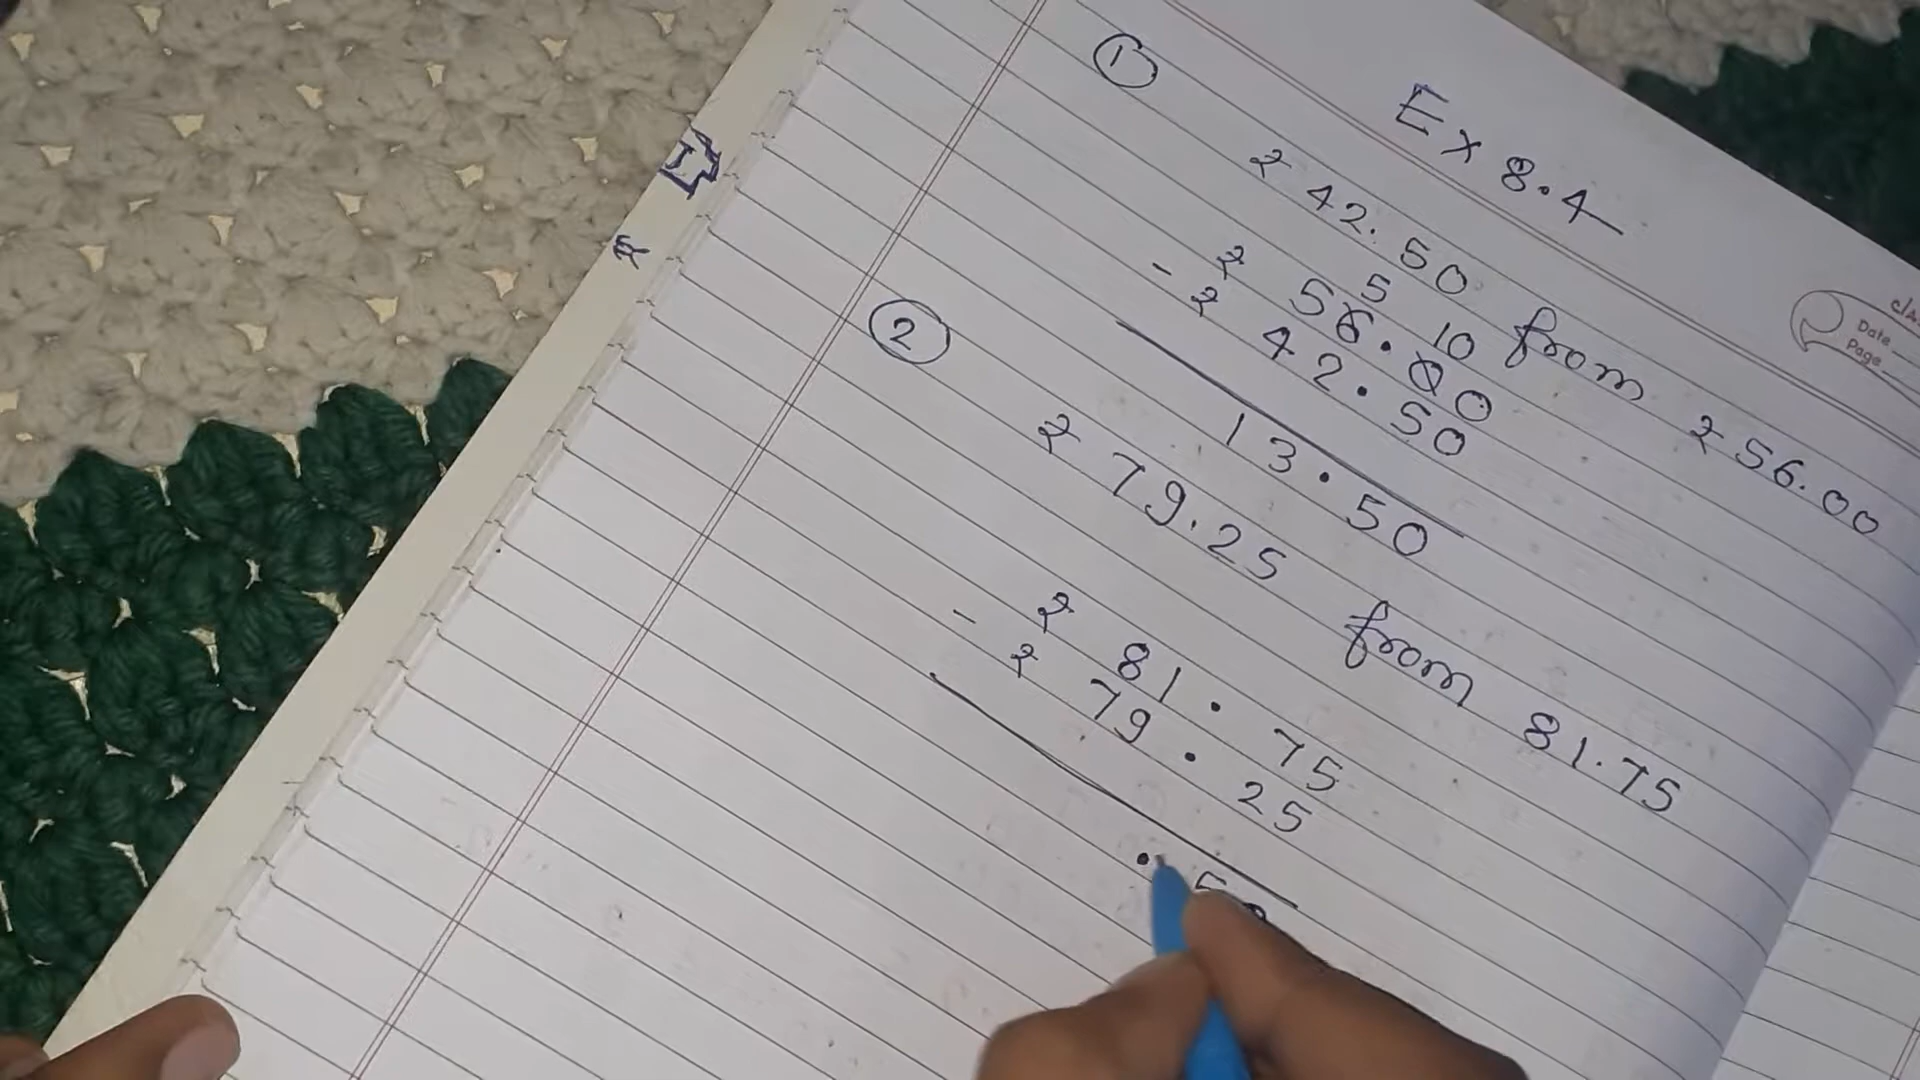 Ex 8.4
①
₹ 42.50 from ₹ 56.00
5 10
₹ 56.00
- ₹ 42.50
13.50
②
₹ 79.25 from 81.75
₹ 81.75
- ₹ 79.25
.50
Date
Page